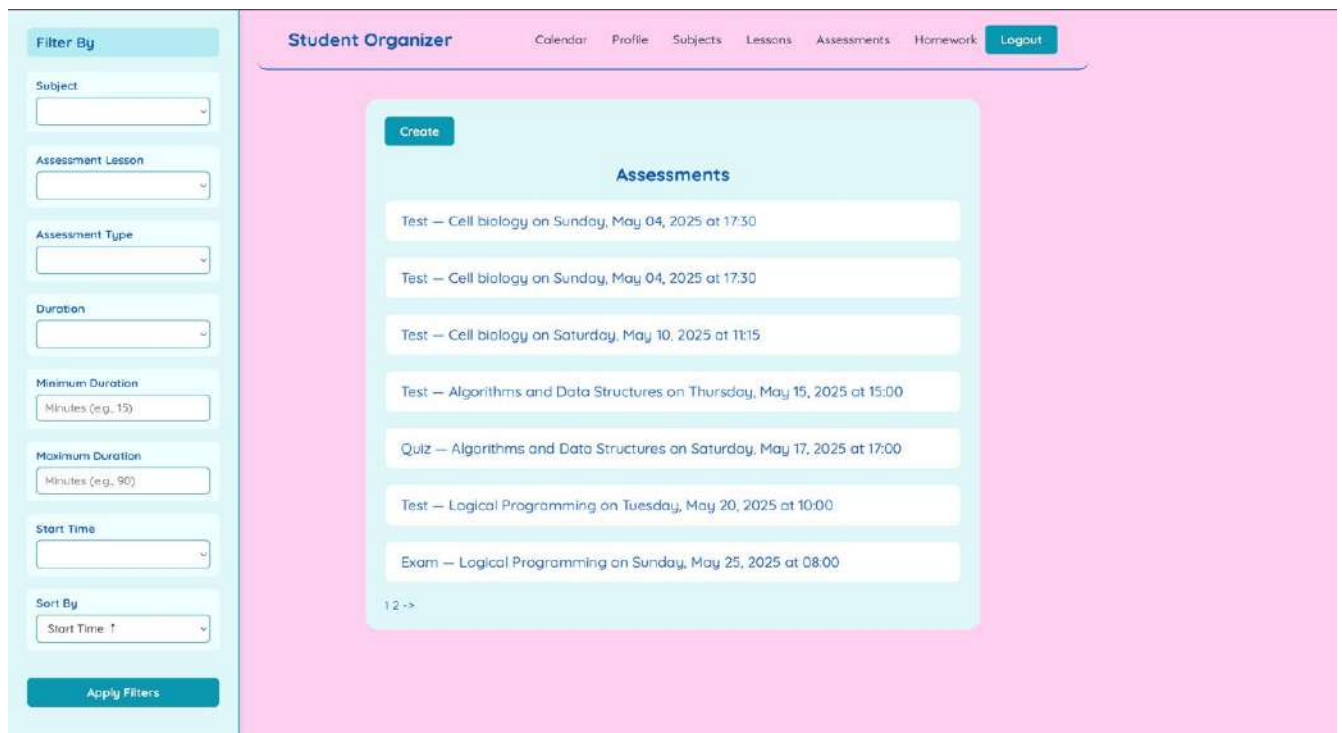 Filter By
Subject
Assessment Lesson
Assessment Type
Duration
Minimum Duration
Minutes (e.g., 15)
Maximum Duration
Minutes (e.g., 90)
Start Time
Sort By
Start Time ↑
Apply Filters
Student Organizer Calendar Profile Subjects Lessons Assessments Homework Logout
Create
Assessments
Test — Cell biology on Sunday, May 04, 2025 at 17:30
Test — Cell biology on Sunday, May 04, 2025 at 17:30
Test — Cell biology on Saturday, May 10, 2025 at 11:15
Test — Algorithms and Data Structures on Thursday, May 15, 2025 at 15:00
Quiz — Algorithms and Data Structures on Saturday, May 17, 2025 at 17:00
Test — Logical Programming on Tuesday, May 20, 2025 at 10:00
Exam — Logical Programming on Sunday, May 25, 2025 at 08:00
1 2 ->